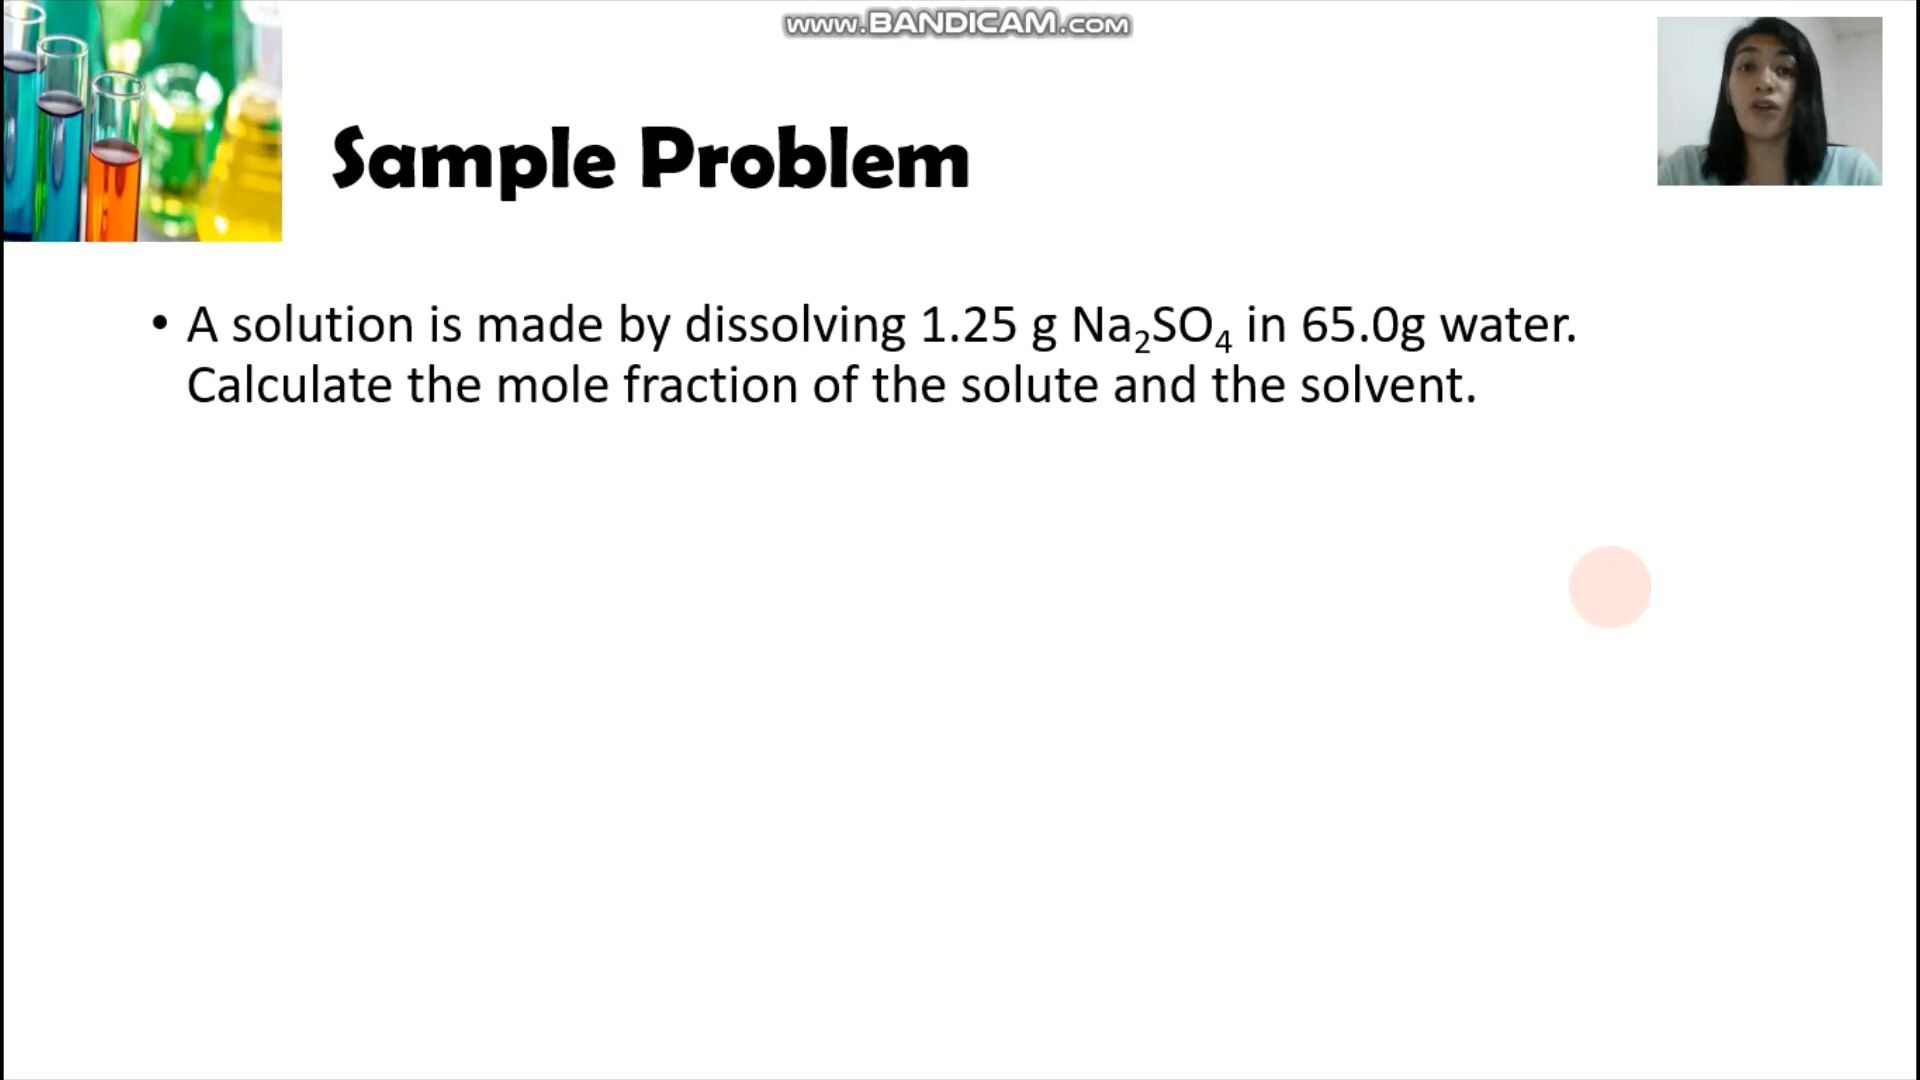 www.BANDICAM.com
Sample Problem
• A solution is made by dissolving 1.25 g Na₂SO₄ in 65.0g water.
Calculate the mole fraction of the solute and the solvent.